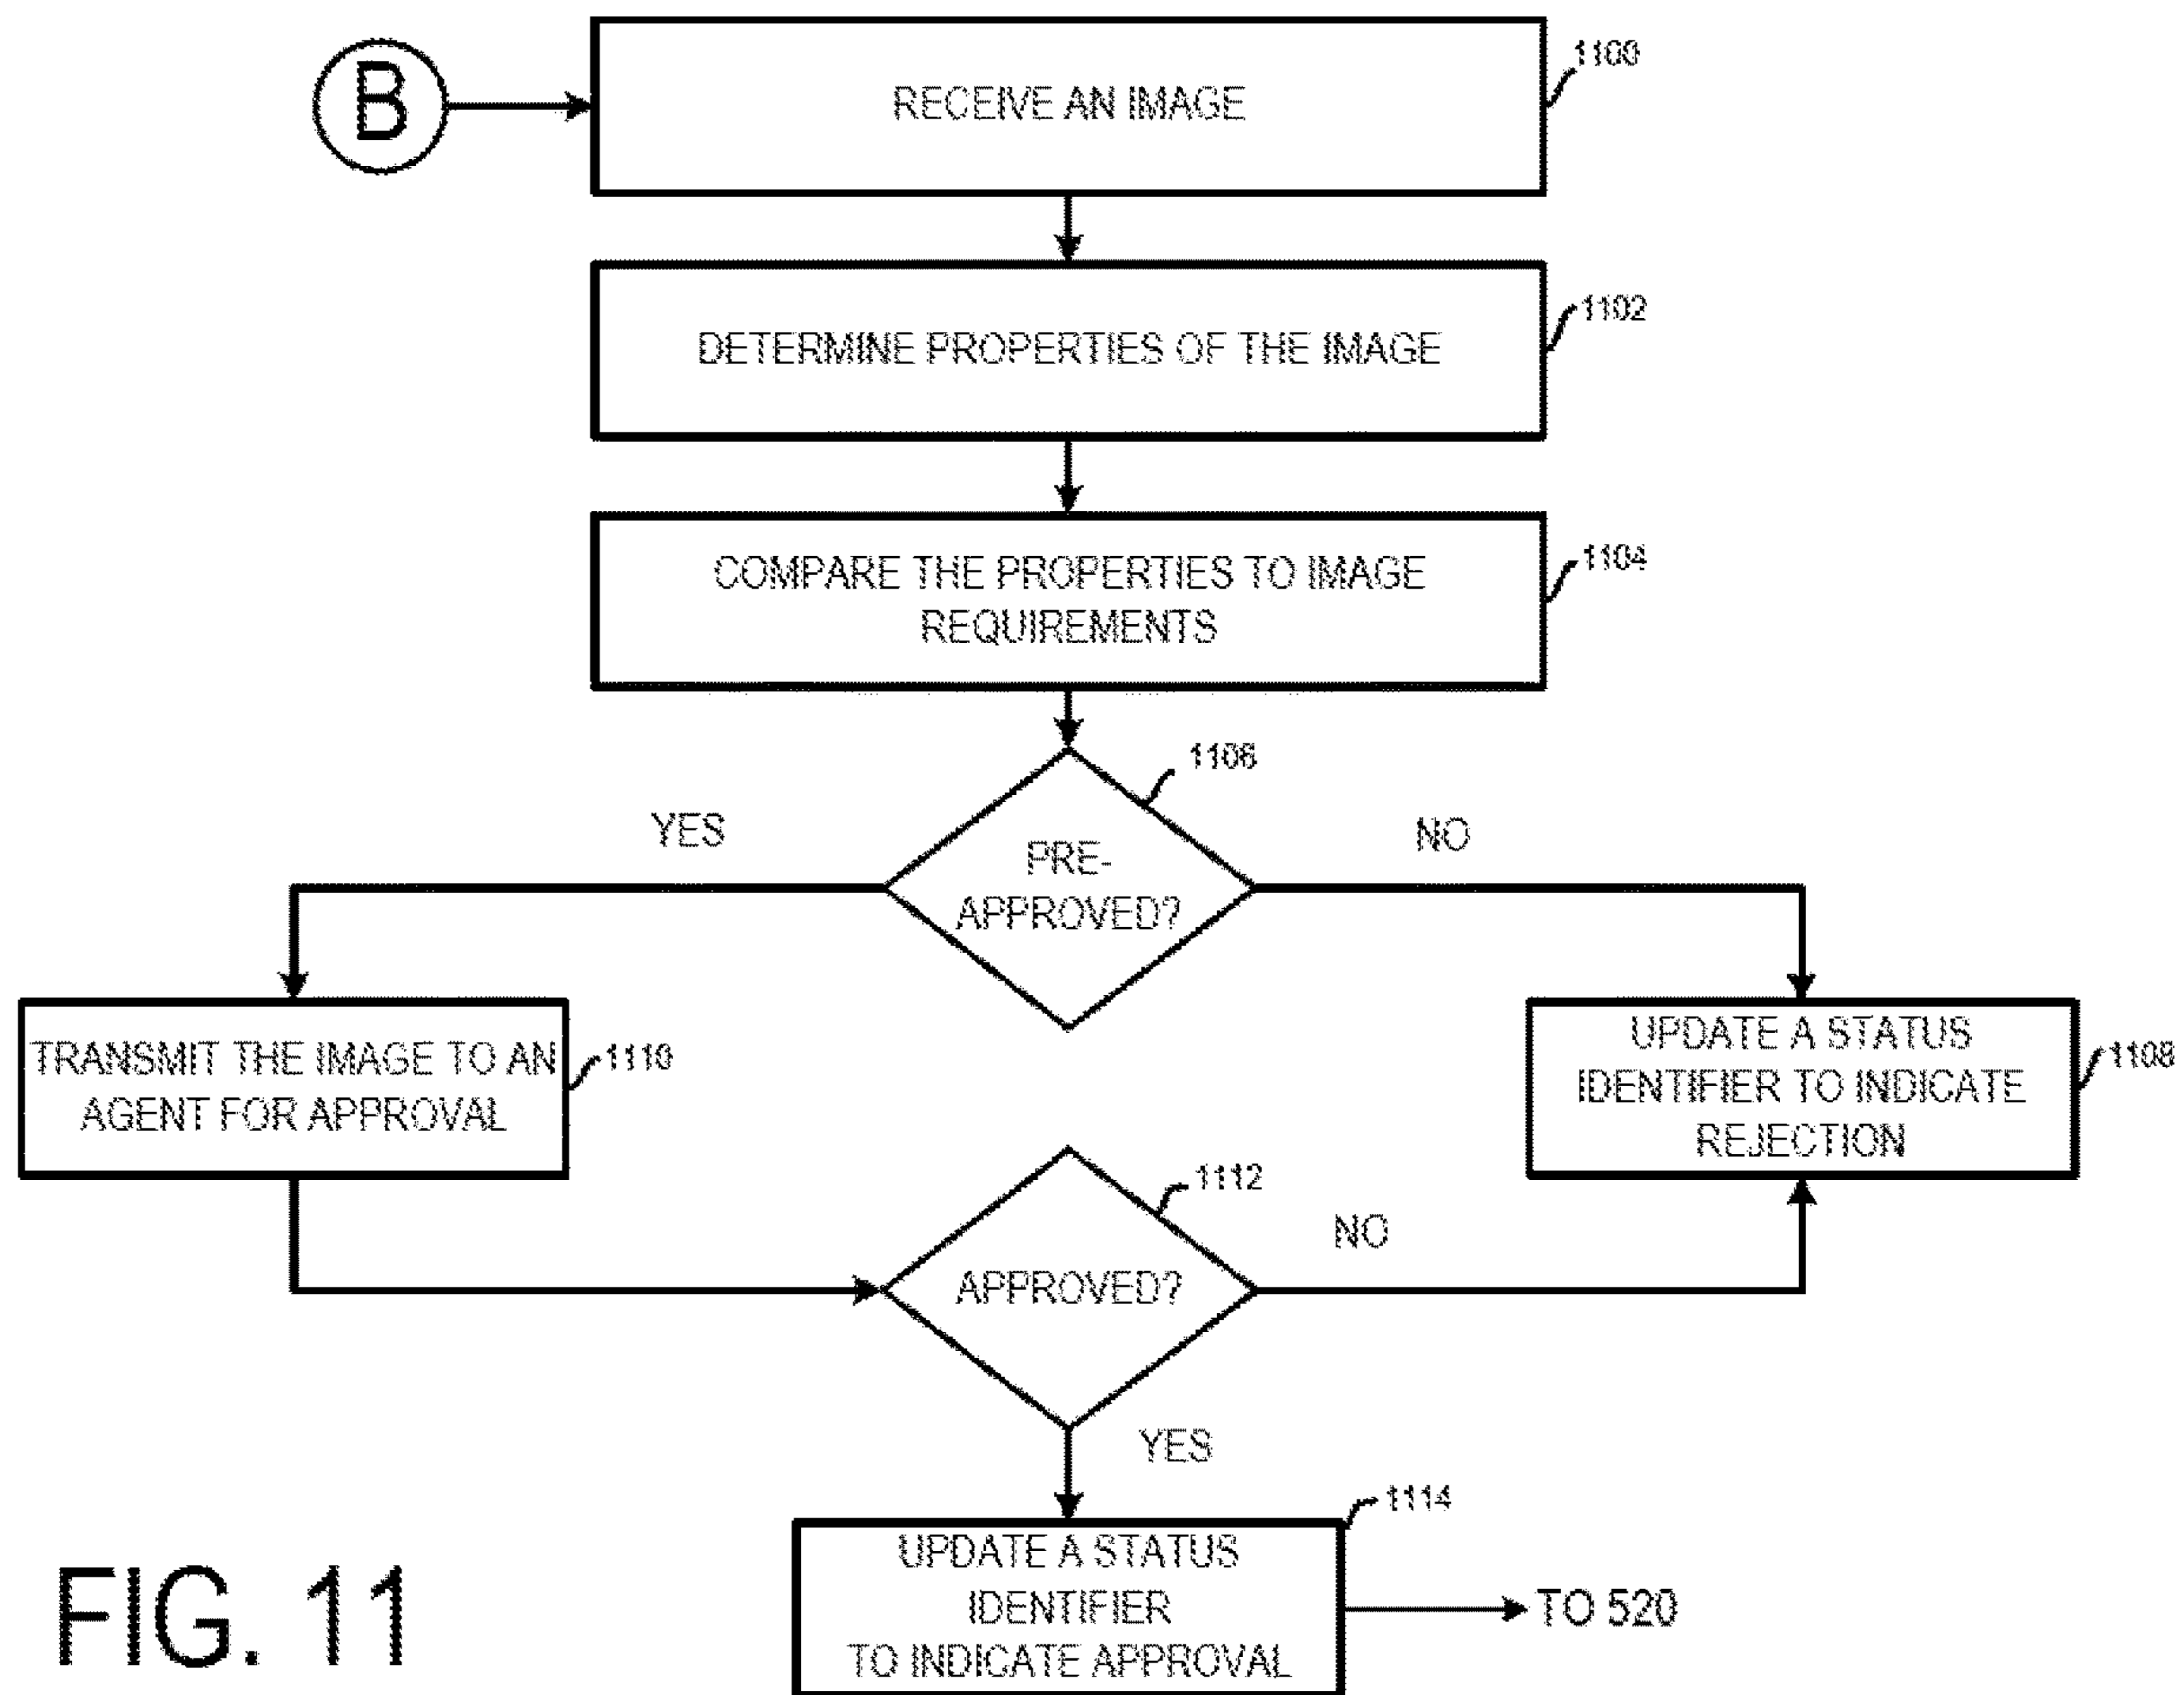 B
RECEIVE AN IMAGE
1100
DETERMINE PROPERTIES OF THE IMAGE
1102
COMPARE THE PROPERTIES TO IMAGE
REQUIREMENTS
1104
1106
YES
NO
PRE-
APPROVED?
TRANSMIT THE IMAGE TO AN
AGENT FOR APPROVAL
1110
UPDATE A STATUS
IDENTIFIER TO INDICATE
REJECTION
1108
1112
NO
APPROVED?
YES
1114
UPDATE A STATUS
IDENTIFIER
TO INDICATE APPROVAL
TO 520
FIG. 11